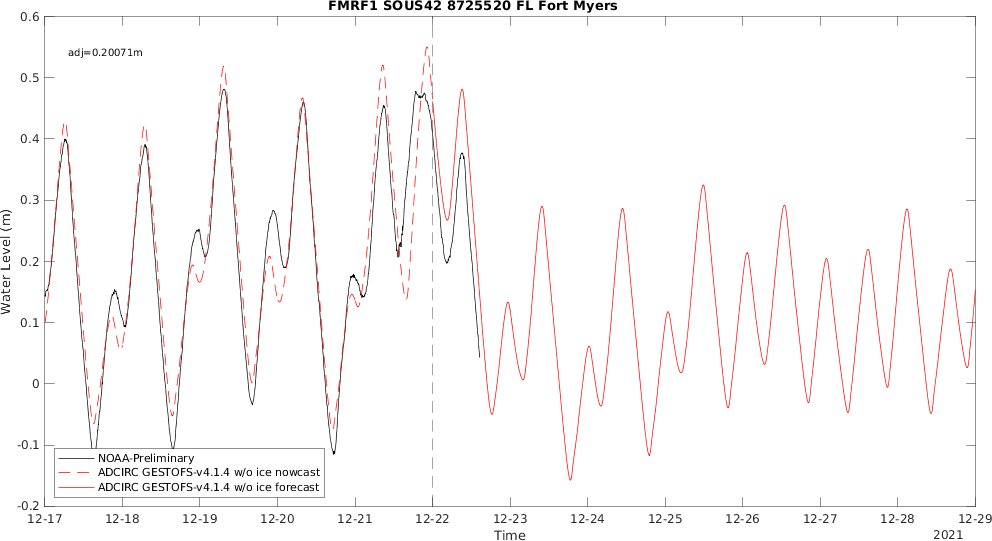 FMRF1 SOUS42 8725520 FL Fort Myers
adj=0.20071m
Water Level (m)
0.6
0.5
0.4
0.3
0.2
0.1
0
-0.1
-0.2
NOAA-Preliminary
ADCIRC GESTOFS-v4.1.4 w/o ice nowcast
ADCIRC GESTOFS-v4.1.4 w/o ice forecast
12-17 12-18 12-19 12-20 12-21 12-22 12-23 12-24 12-25 12-26 12-27 12-28 12-29
Time
2021